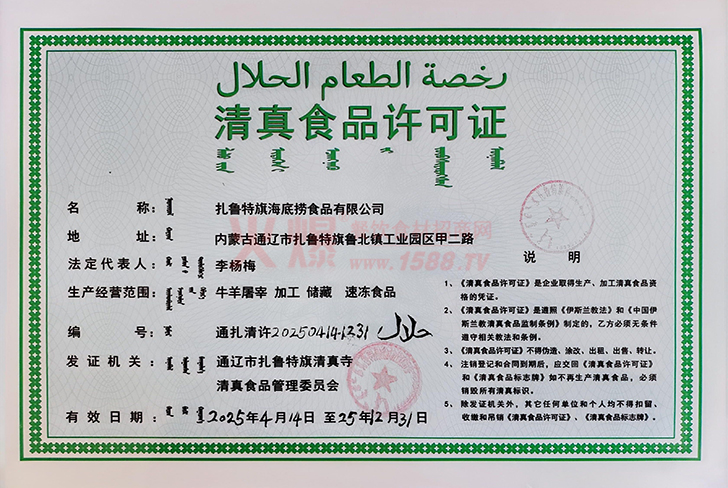 رخصة الطعام الحلال
清真食品许可证
名 称：
扎鲁特旗海底捞食品有限公司
地 址：
内蒙古通辽市扎鲁特旗鲁北镇工业园区甲二路
法定代表人：
李杨梅
生产经营范围：
牛羊屠宰 加工 储藏 速冻食品
编 号：
通扎清许202504141231 حلال
发证机关：
通辽市扎鲁特旗清真寺
清真食品管理委员会
有效日期：
2025年4月14日 至25年12月31日
说 明
1、《清真食品许可证》是企业取得生产、加工清真食品资
格的凭证。
2、《清真食品许可证》是遵照《伊斯兰教法》和《中国伊
斯兰教清真食品监制条例》制定的，乙方必须无条件
遵守相关教法和条例。
3、《清真食品许可证》不得伪造、涂改、出租、出售、转让。
4、注销登记和合同到期后，应交回《清真食品许可证》
和《清真食品标志牌》如不再生产清真食品，必须
销毁所有清真标识。
5、除发证机关外，其它任何单位和个人均不得扣留、
收缴和吊销《清真食品许可证》、《清真食品标志牌》。
火爆餐饮食材招商网
www.1588.TV